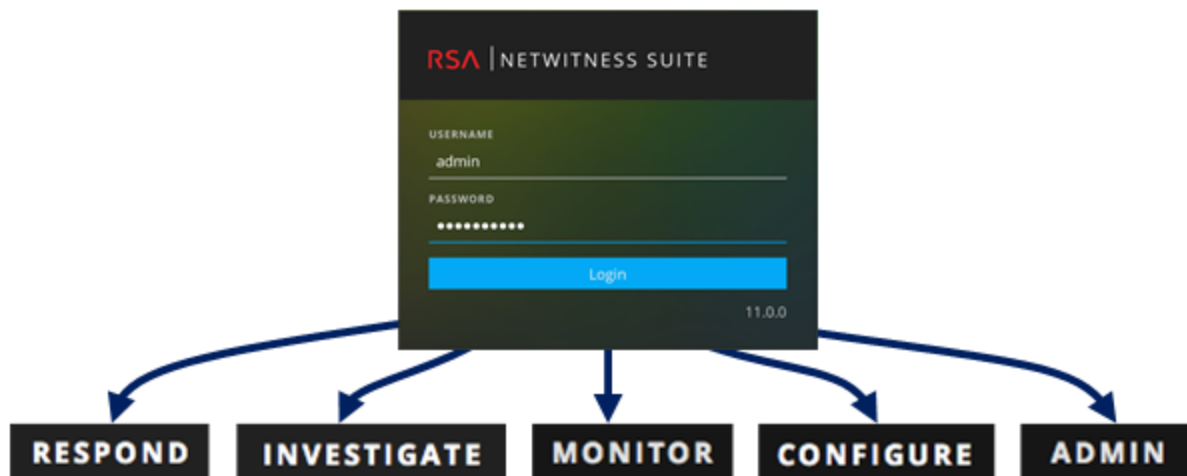 RSA | NETWITNESS SUITE
USERNAME
admin
PASSWORD
••••••••••
Login
11.0.0
RESPOND INVESTIGATE MONITOR CONFIGURE ADMIN